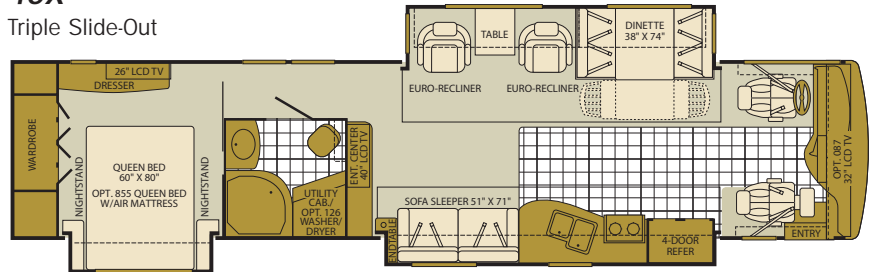 Triple Slide-Out
26" LCD TV
DRESSER
WARDROBE
NIGHTSTAND
QUEEN BED
60" X 80"
OPT. 855 QUEEN BED
W/AIR MATTRESS
NIGHTSTAND
UTILITY
CAB./
OPT. 126
WASHER/
DRYER
ENT. CENTER
40" LCD TV
EURO-RECLINER
TABLE
EURO-RECLINER
DINETTE
38" X 74"
SOFA SLEEPER 51" X 71"
ENDTABLE
4-DOOR
REFER
OPT. 087
32" LCD TV
ENTRY